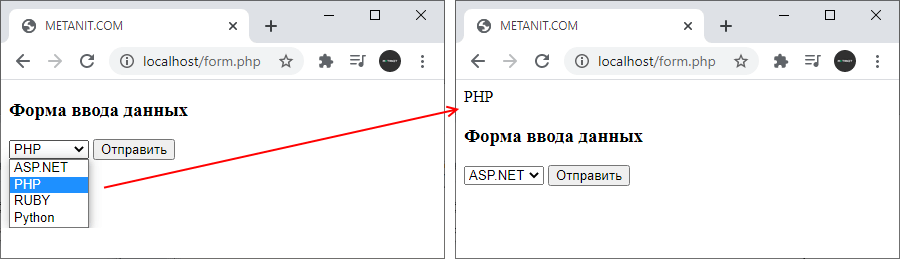 METANIT.COM
localhost/form.php
Форма ввода данных
PHP
Отправить
ASP.NET
PHP
RUBY
Python
METANIT.COM
localhost/form.php
PHP
Форма ввода данных
ASP.NET
Отправить